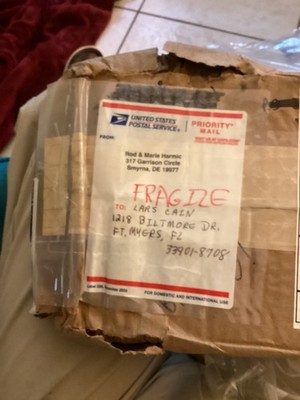 UNITED STATES
POSTAL SERVICE®
PRIORITY
MAIL
FROM:
Rod & Marie Harmic
317 Garrison Circle
Smyrna, DE 19977
FRAGILE
TO: LARS CAIN
1218 BILTMORE DR.
FT. MYERS, FL
33901-8708
FOR DOMESTIC AND INTERNATIONAL USE